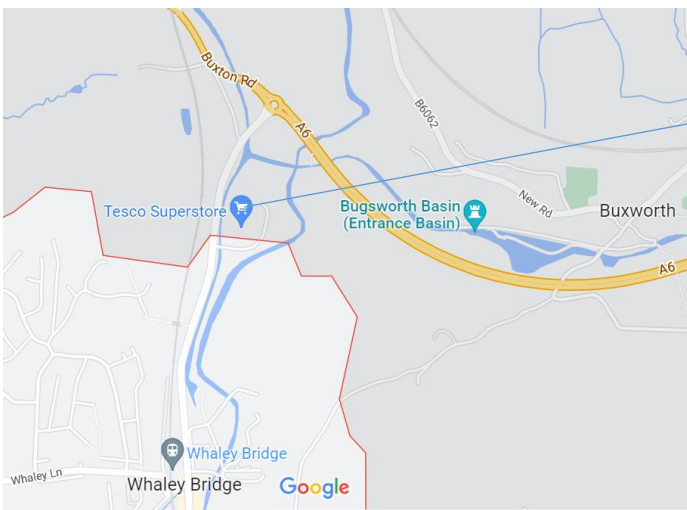 Buxton Rd
A6
B6062
Tesco Superstore
Bugsworth Basin
(Entrance Basin)
New Rd
Buxworth
A6
Whaley Bridge
Whaley Ln
Whaley Bridge
Google